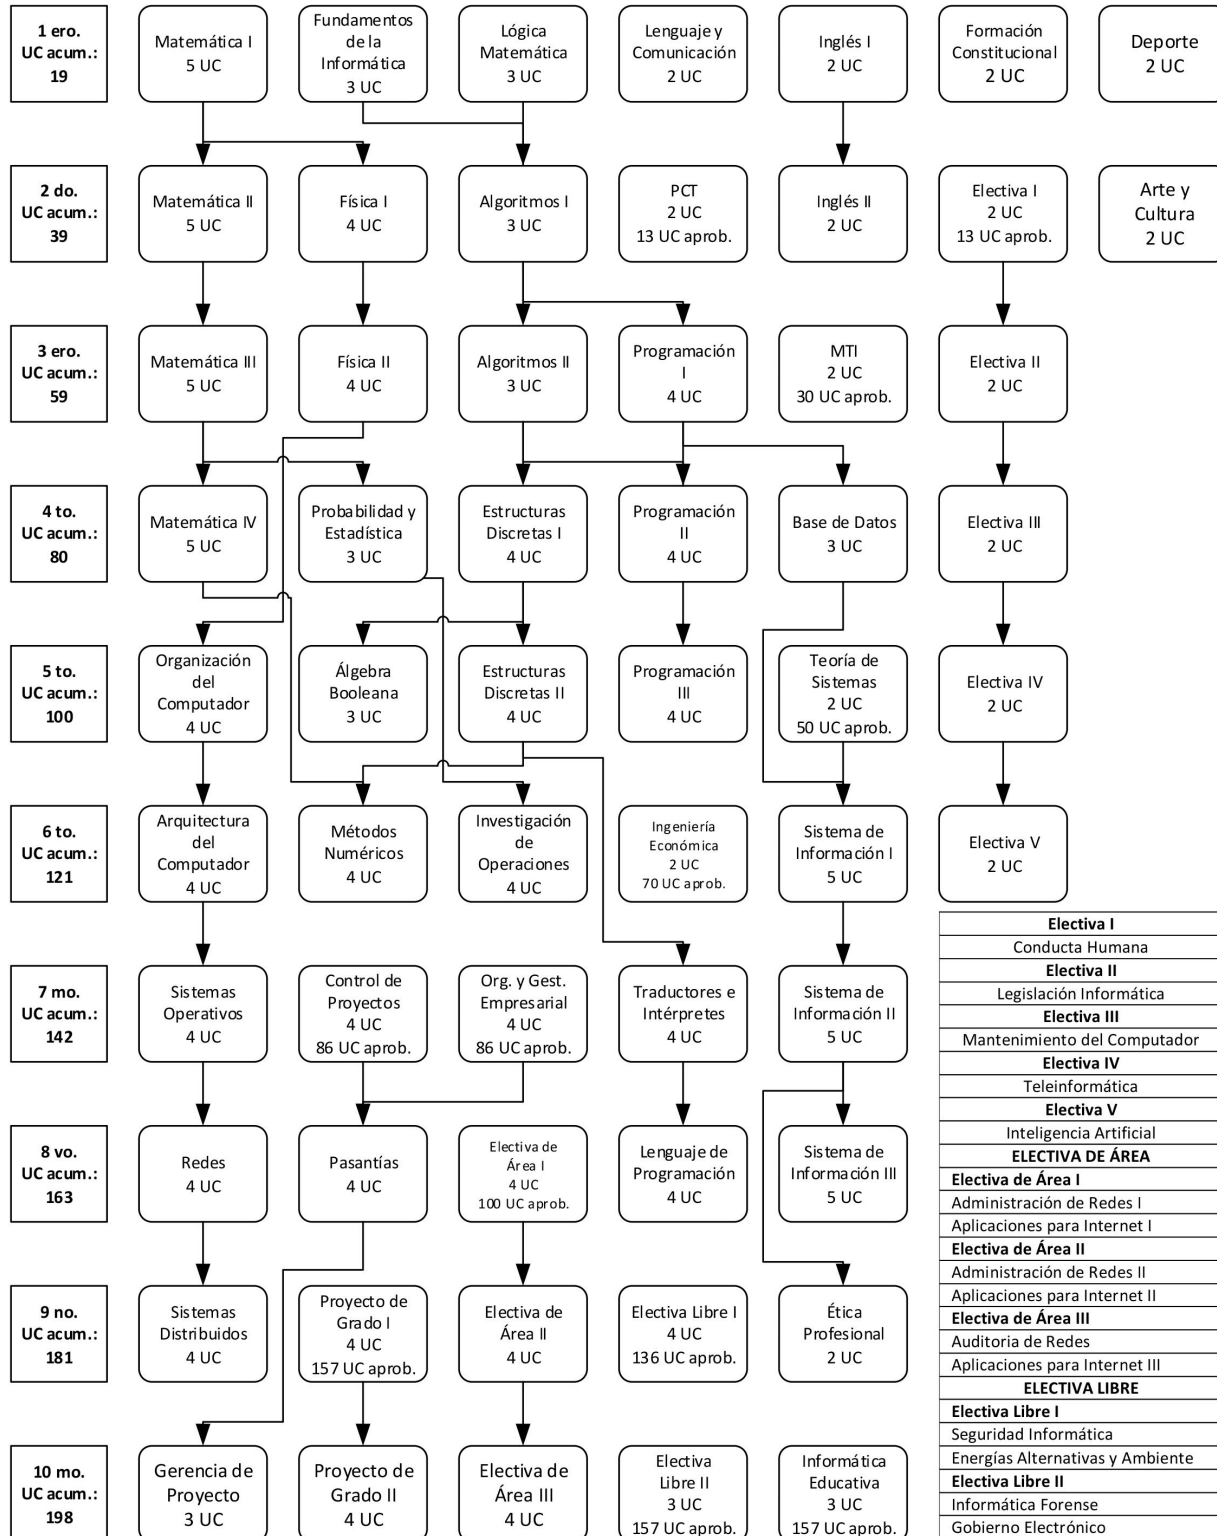 1 ero.
UC acum.:
19
Matemática I
5 UC
Fundamentos
de la
Informática
3 UC
Lógica
Matemática
3 UC
Lenguaje y
Comunicación
2 UC
Inglés I
2 UC
Formación
Constitucional
2 UC
Deporte
2 UC
2 do.
UC acum.:
39
Matemática II
5 UC
Física I
4 UC
Algoritmos I
3 UC
PCT
2 UC
13 UC aprob.
Inglés II
2 UC
Electiva I
2 UC
13 UC aprob.
Arte y
Cultura
2 UC
3 ero.
UC acum.:
59
Matemática III
5 UC
Física II
4 UC
Algoritmos II
3 UC
Programación
I
4 UC
MTI
2 UC
30 UC aprob.
Electiva II
2 UC
4 to.
UC acum.:
80
Matemática IV
5 UC
Probabilidad y
Estadística
3 UC
Estructuras
Discretas I
4 UC
Programación
II
4 UC
Base de Datos
3 UC
Electiva III
2 UC
5 to.
UC acum.:
100
Organización
del
Computador
4 UC
Álgebra
Booleana
3 UC
Estructuras
Discretas II
4 UC
Programación
III
4 UC
Teoría de
Sistemas
2 UC
50 UC aprob.
Electiva IV
2 UC
6 to.
UC acum.:
121
Arquitectura
del
Computador
4 UC
Métodos
Numéricos
4 UC
Investigación
de
Operaciones
4 UC
Ingeniería
Económica
2 UC
70 UC aprob.
Sistema de
Información I
5 UC
Electiva V
2 UC
7 mo.
UC acum.:
142
Sistemas
Operativos
4 UC
Control de
Proyectos
4 UC
86 UC aprob.
Org. y Gest.
Empresarial
4 UC
86 UC aprob.
Traductores e
Intérpretes
4 UC
Sistema de
Información II
5 UC
8 vo.
UC acum.:
163
Redes
4 UC
Pasantías
4 UC
Electiva de
Área I
4 UC
100 UC aprob.
Lenguaje de
Programación
4 UC
Sistema de
Información III
5 UC
9 no.
UC acum.:
181
Sistemas
Distribuidos
4 UC
Proyecto de
Grado I
4 UC
157 UC aprob.
Electiva de
Área II
4 UC
Electiva Libre I
4 UC
136 UC aprob.
Ética
Profesional
2 UC
10 mo.
UC acum.:
198
Gerencia de
Proyecto
3 UC
Proyecto de
Grado II
4 UC
Electiva de
Área III
4 UC
Electiva
Libre II
3 UC
157 UC aprob.
Informática
Educativa
3 UC
157 UC aprob.
Electiva I
Conducta Humana
Electiva II
Legislación Informática
Electiva III
Mantenimiento del Computador
Electiva IV
Teleinformática
Electiva V
Inteligencia Artificial
ELECTIVA DE ÁREA
Electiva de Área I
Administración de Redes I
Aplicaciones para Internet I
Electiva de Área II
Administración de Redes II
Aplicaciones para Internet II
Electiva de Área III
Auditoria de Redes
Aplicaciones para Internet III
ELECTIVA LIBRE
Electiva Libre I
Seguridad Informática
Energías Alternativas y Ambiente
Electiva Libre II
Informática Forense
Gobierno Electrónico